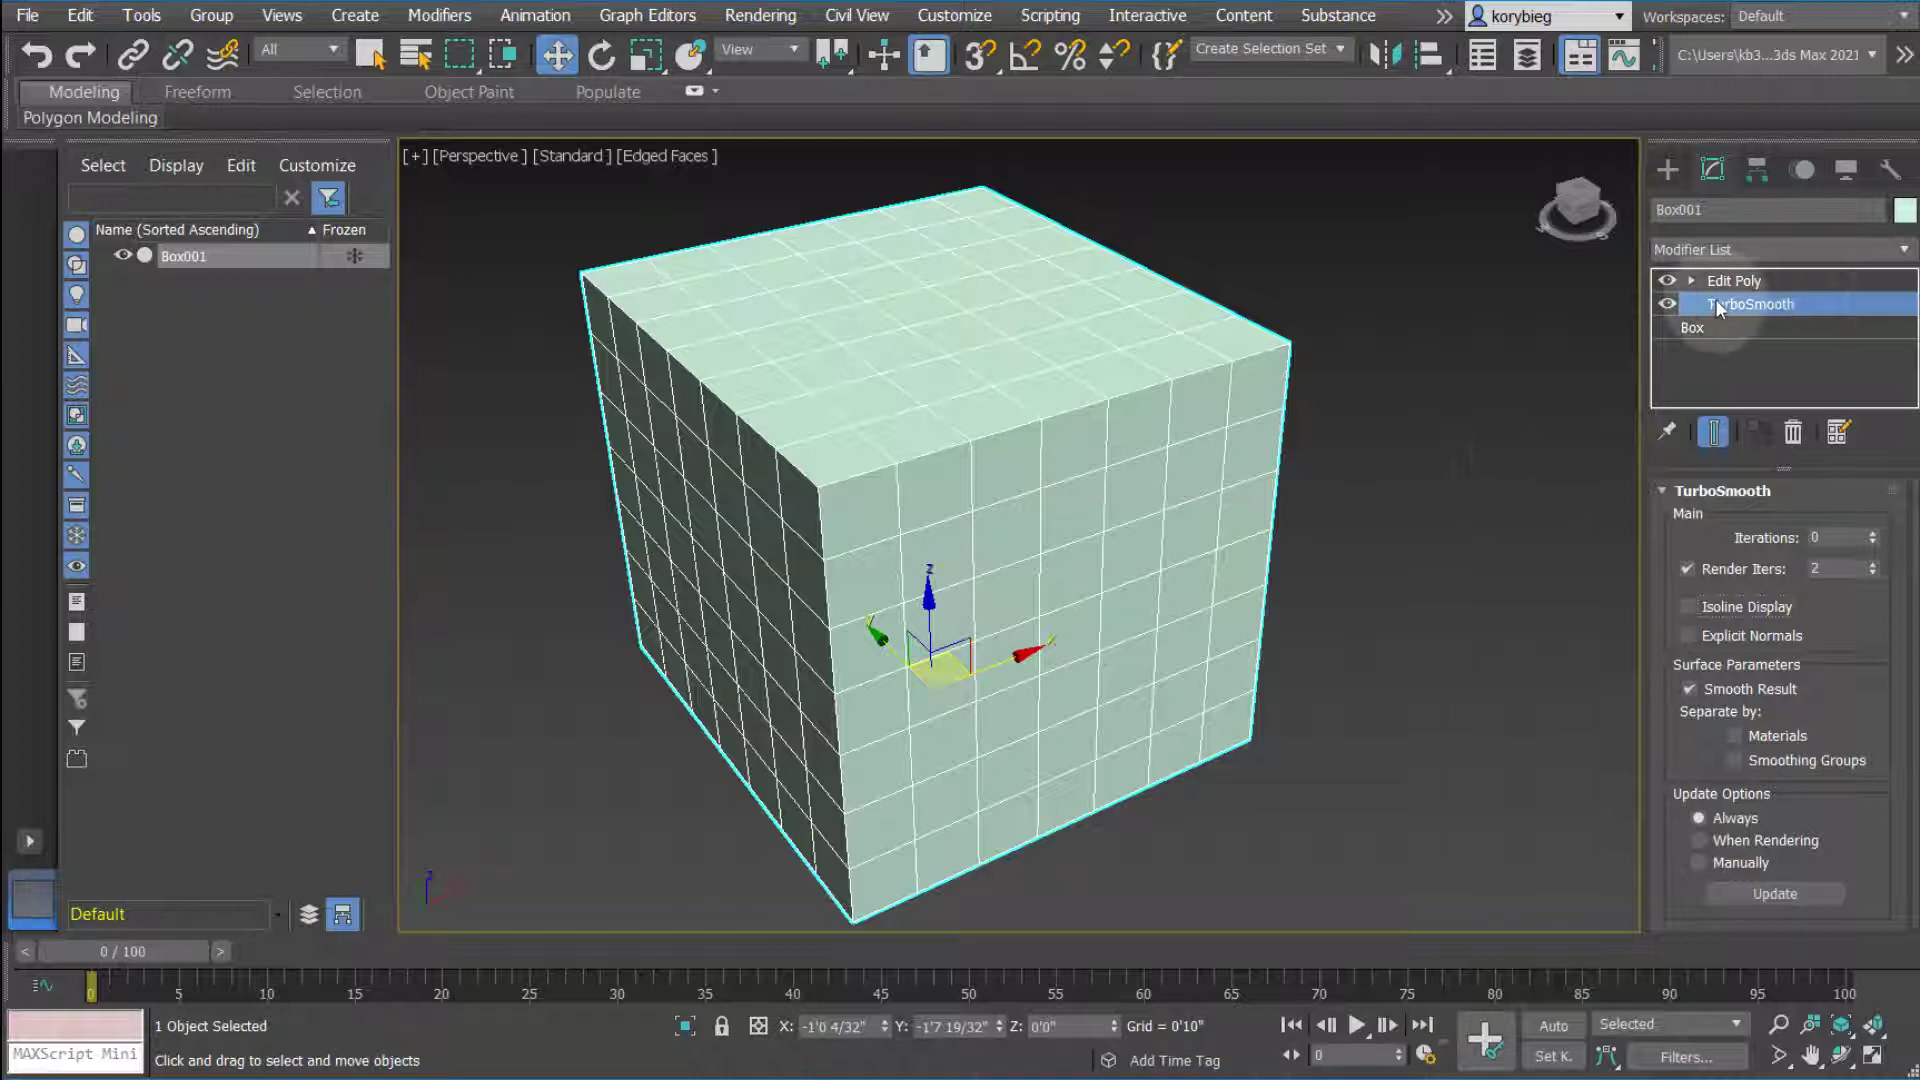 File Edit Tools Group Views Create Modifiers Animation Graph Editors Rendering Civil View Customize Scripting Interactive Content Substance korybieg Workspaces: Default
All View Create Selection Set C:\Users\kb3...3ds Max 2021
Modeling Freeform Selection Object Paint Populate
Polygon Modeling
Select Display Edit Customize
Name (Sorted Ascending) Frozen
Box001
[+] [Perspective] [Standard] [Edged Faces]
z
Box001
Modifier List
Edit Poly
TurboSmooth
Box
TurboSmooth
Main
Iterations: 0
Render Iters: 2
Isoline Display
Explicit Normals
Surface Parameters
Smooth Result
Separate by:
Materials
Smoothing Groups
Update Options
Always
When Rendering
Manually
Update
Default
0 / 100
0 5 10 15 20 25 30 35 40 45 50 55 60 65 70 75 80 85 90 95 100
1 Object Selected X: -1'0 4/32" Y: -1'7 19/32" Z: 0'0" Grid = 0'10" Auto Selected
MAXScript Mini Click and drag to select and move objects Add Time Tag 0 Set K. Filters...